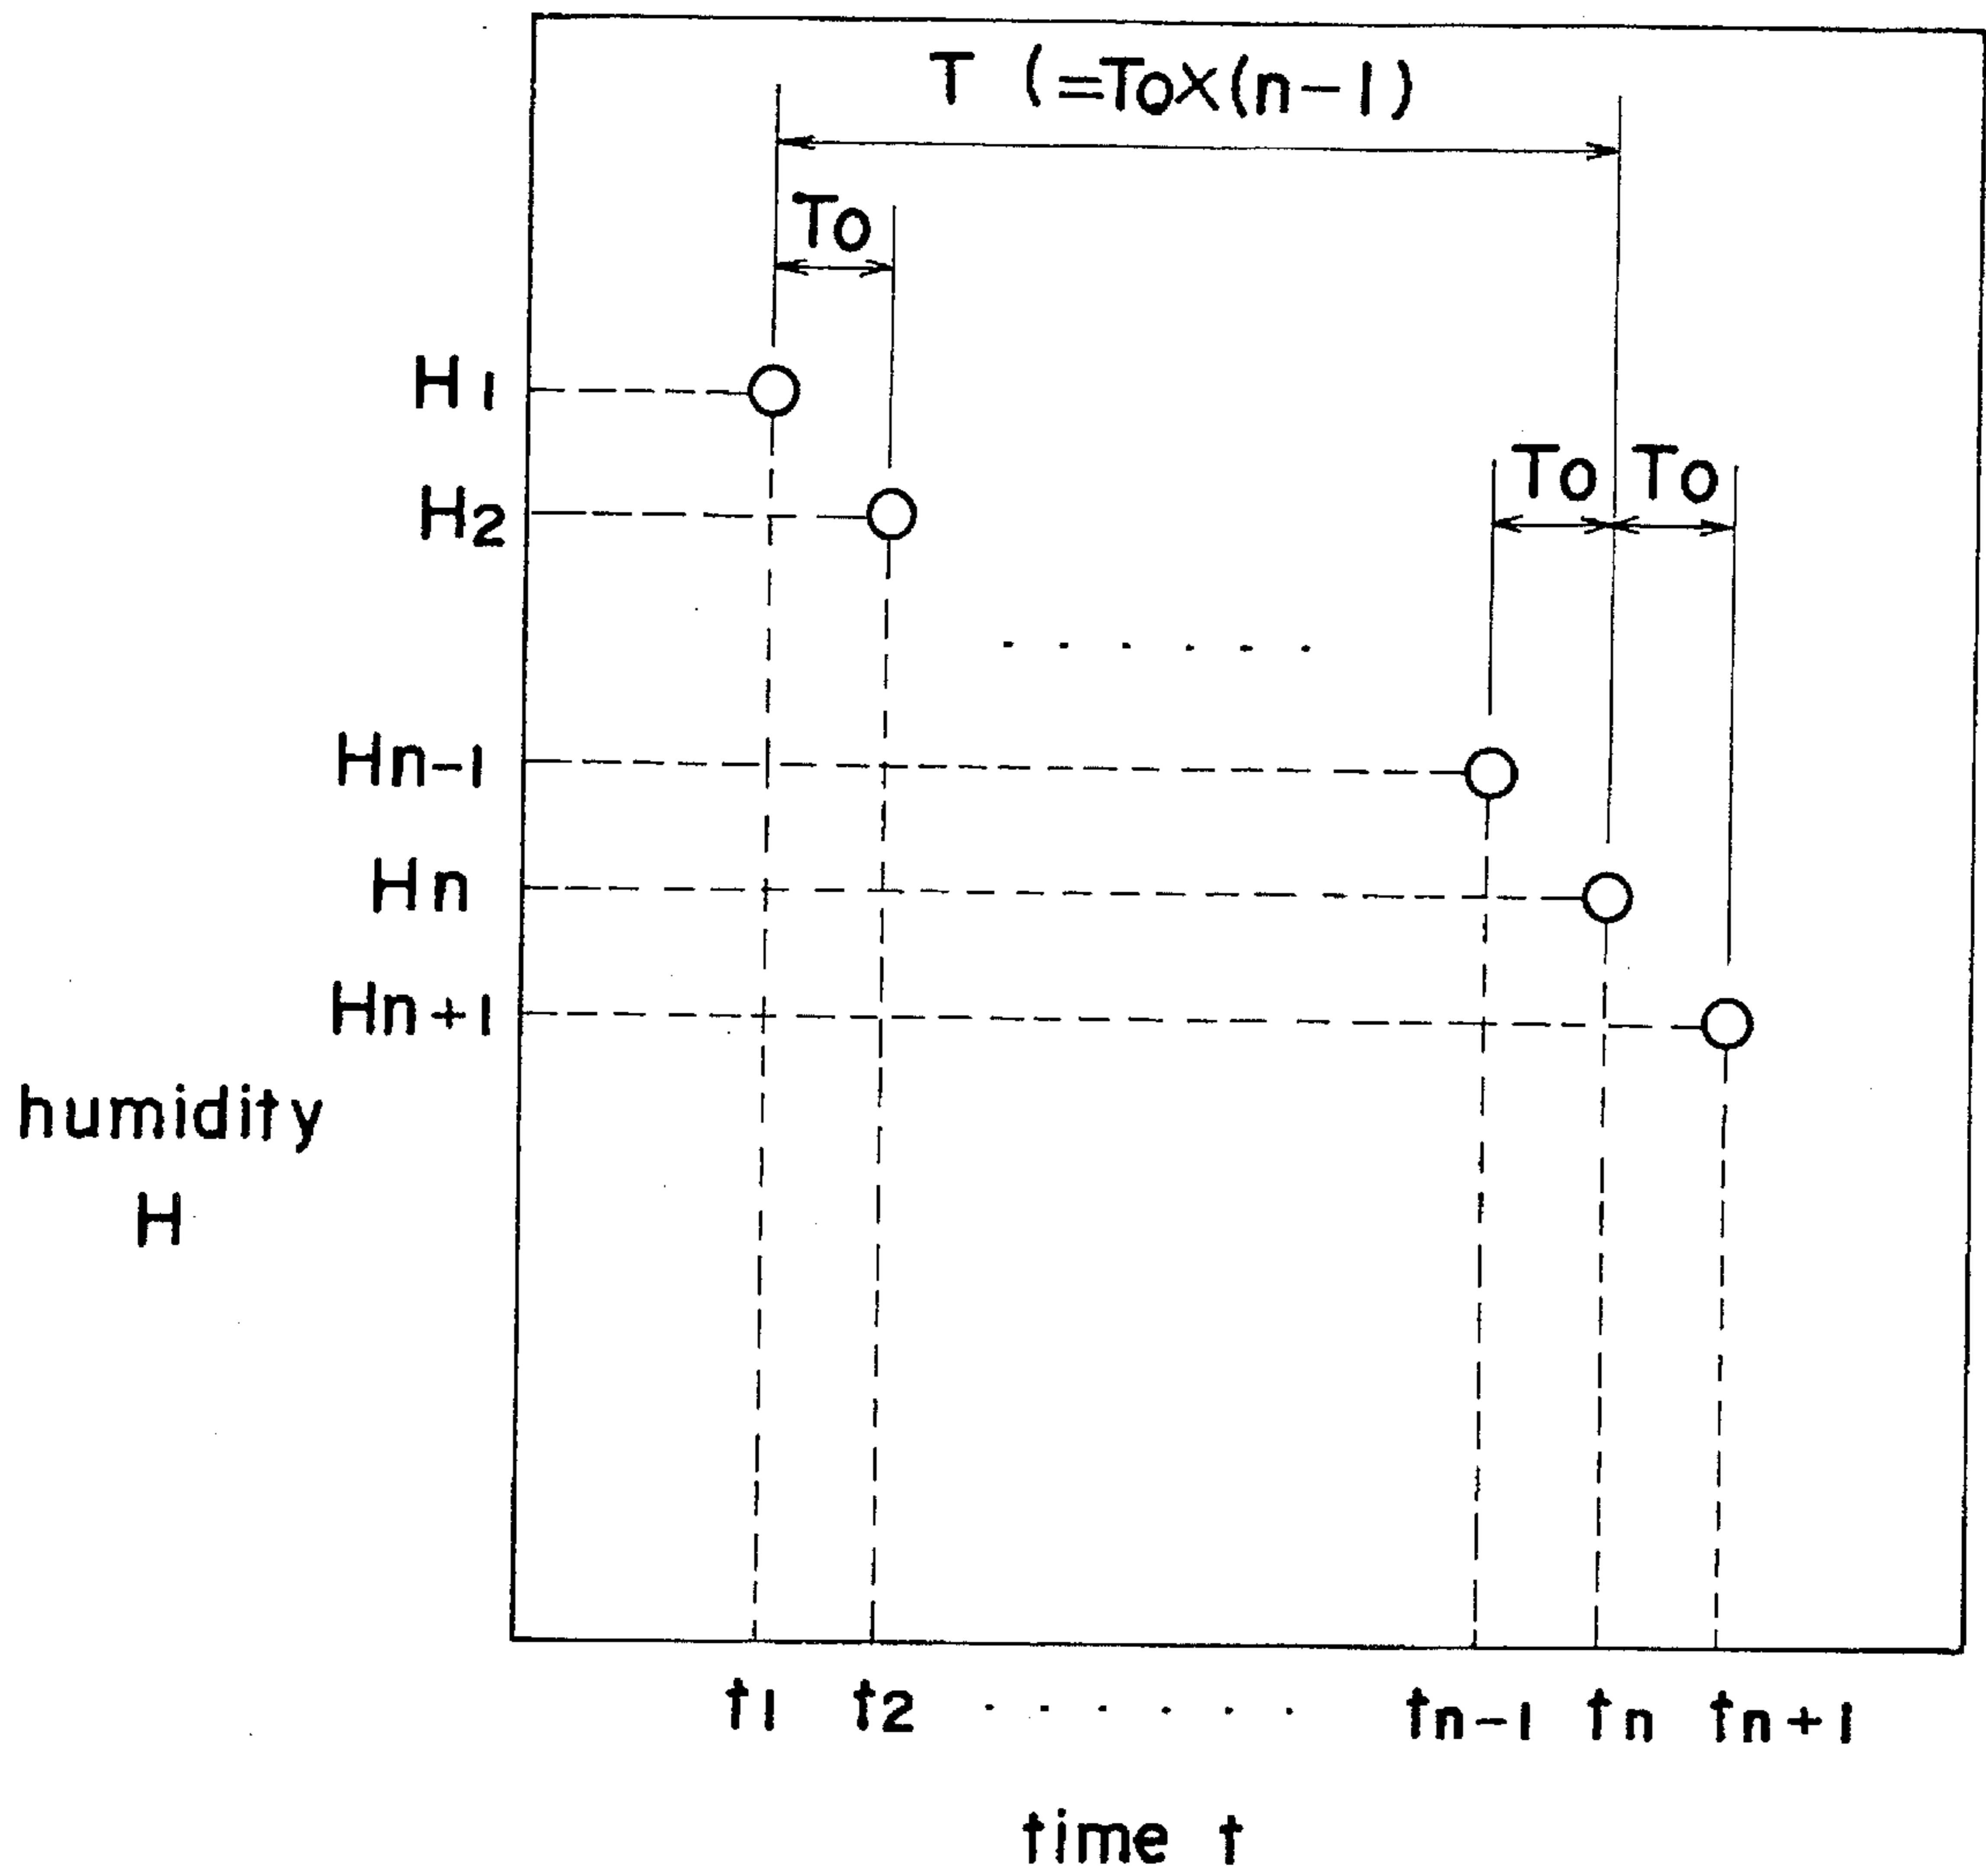 T (=To×(n-1)
To
H1
To To
H2
Hn-1
Hn
Hn+1
humidity
H
t1 t2 ······ tn-1 tn tn+1
time t